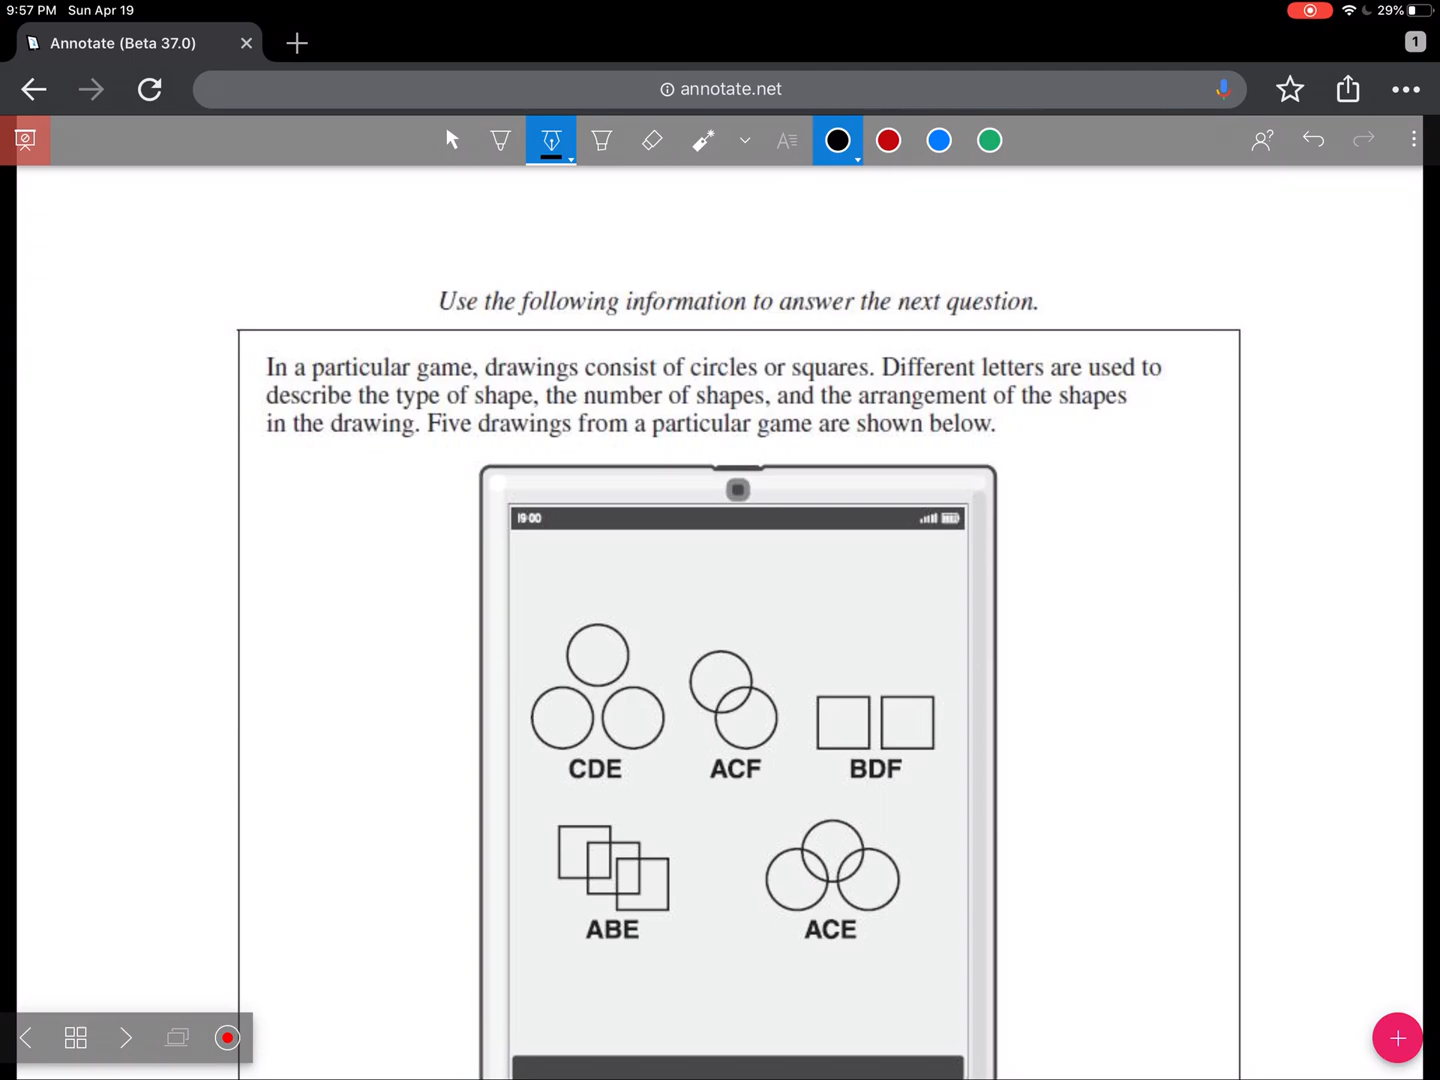 9:57 PM Sun Apr 19
29%
Annotate (Beta 37.0)
1
annotate.net
Use the following information to answer the next question.
In a particular game, drawings consist of circles or squares. Different letters are used to
describe the type of shape, the number of shapes, and the arrangement of the shapes
in the drawing. Five drawings from a particular game are shown below.
19:00
CDE ACF BDF
ABE ACE